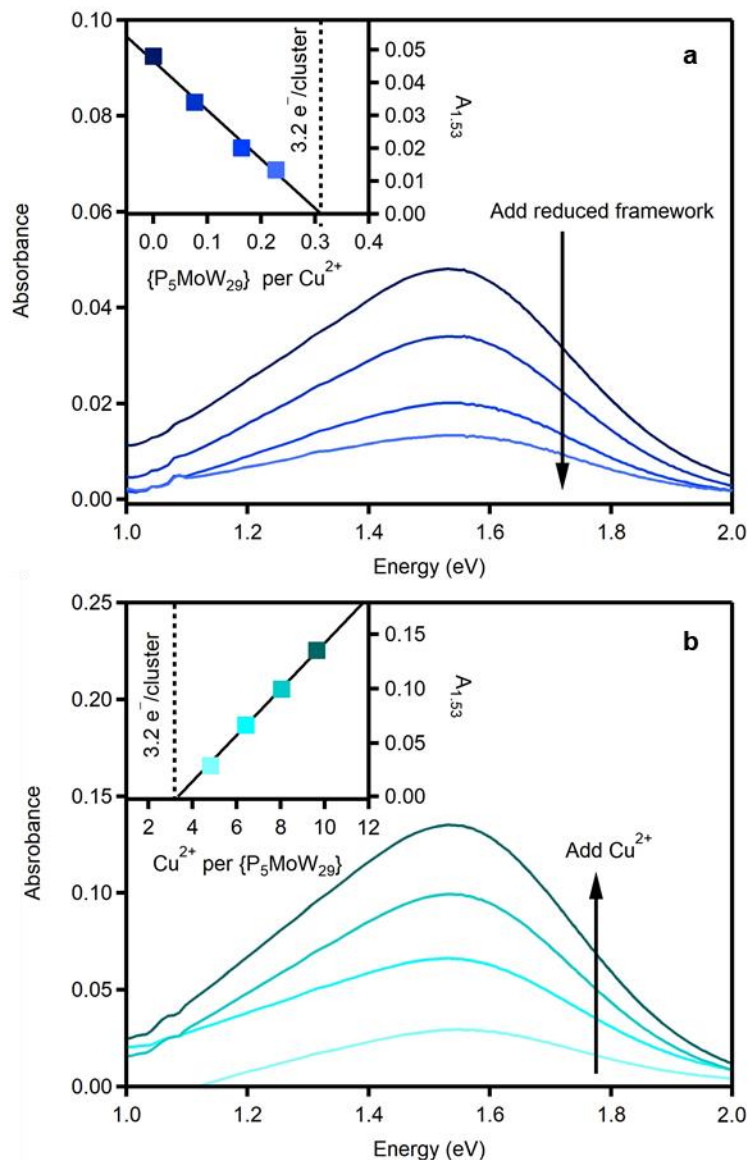 a
0.10
0.08
0.06
0.04
0.02
0.00
Absorbance
1.0 1.2 1.4 1.6 1.8 2.0
Energy (eV)
Add reduced framework
3.2 e⁻/cluster
0.05
0.04
0.03
0.02
0.01
0.00
A₁.₅₃
0.0 0.1 0.2 0.3 0.4
{P₅MoW₂₉} per Cu²⁺
b
0.25
0.20
0.15
0.10
0.05
0.00
Absrobance
1.0 1.2 1.4 1.6 1.8 2.0
Energy (eV)
Add Cu²⁺
3.2 e⁻/cluster
0.15
0.10
0.05
0.00
A₁.₅₃
2 4 6 8 10 12
Cu²⁺ per {P₅MoW₂₉}